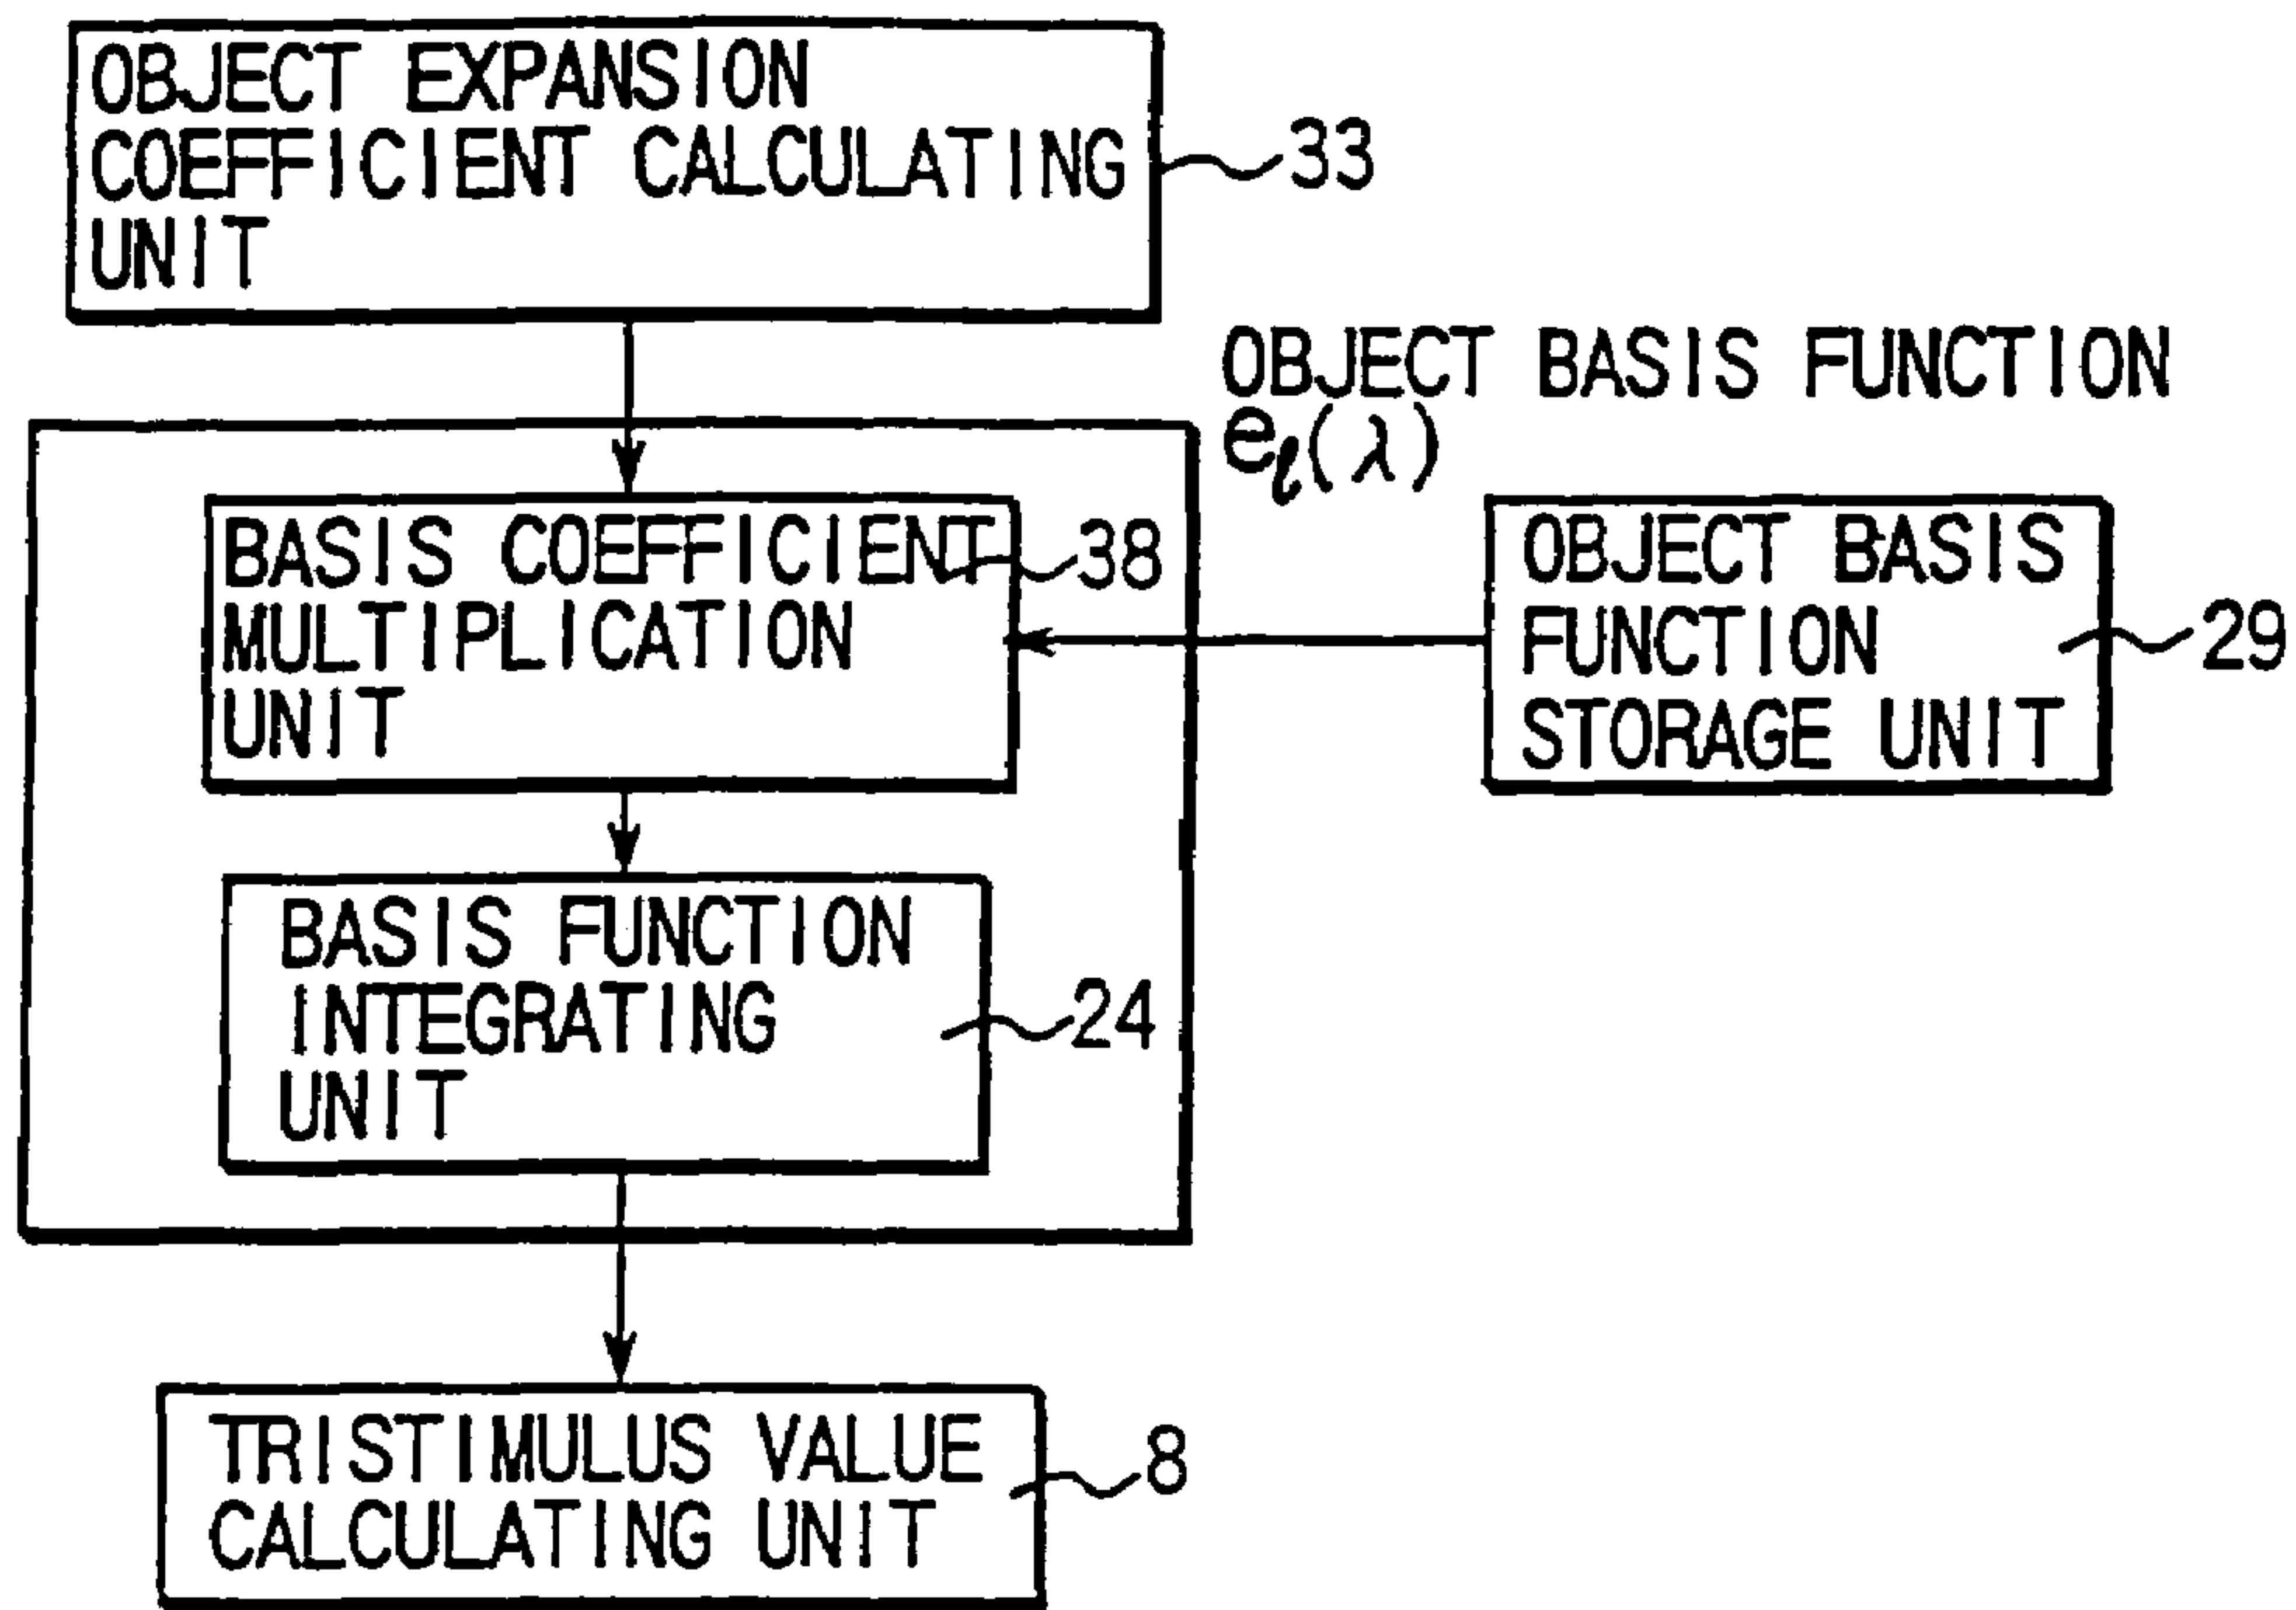 OBJECT EXPANSION
COEFFICIENT CALCULATING
UNIT
33
OBJECT BASIS FUNCTION
eℓ(λ)
BASIS COEFFICIENT
MULTIPLICATION
UNIT
38
OBJECT BASIS
FUNCTION
STORAGE UNIT
29
BASIS FUNCTION
INTEGRATING
UNIT
24
TRISTIMULUS VALUE
CALCULATING UNIT
8